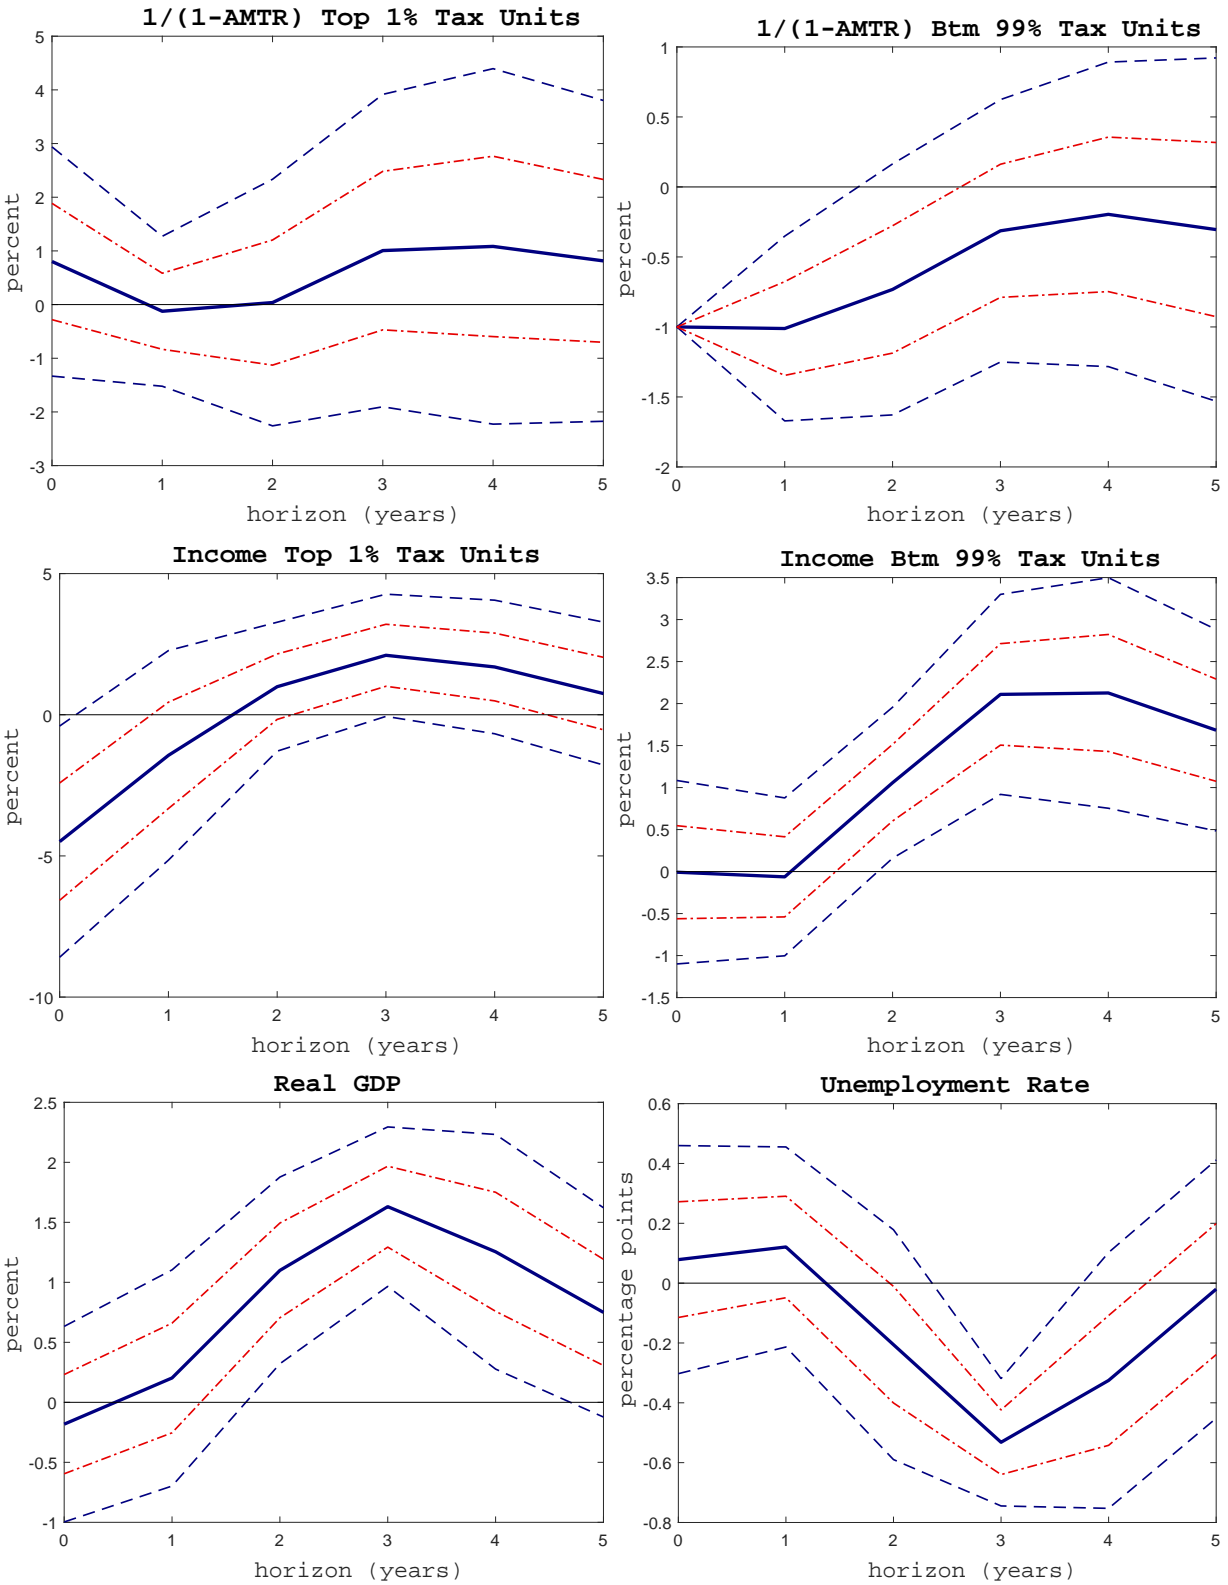 1/(1-AMTR) Top 1% Tax Units
5
4
3
2
1
0
-1
-2
-3
percent
0 1 2 3 4 5
horizon (years)
1/(1-AMTR) Btm 99% Tax Units
1
0.5
0
-0.5
-1
-1.5
-2
percent
0 1 2 3 4 5
horizon (years)
Income Top 1% Tax Units
5
0
-5
-10
percent
0 1 2 3 4 5
horizon (years)
Income Btm 99% Tax Units
3.5
3
2.5
2
1.5
1
0.5
0
-0.5
-1
-1.5
percent
0 1 2 3 4 5
horizon (years)
Real GDP
2.5
2
1.5
1
0.5
0
-0.5
-1
percent
0 1 2 3 4 5
horizon (years)
Unemployment Rate
0.6
0.4
0.2
0
-0.2
-0.4
-0.6
-0.8
percentage points
0 1 2 3 4 5
horizon (years)